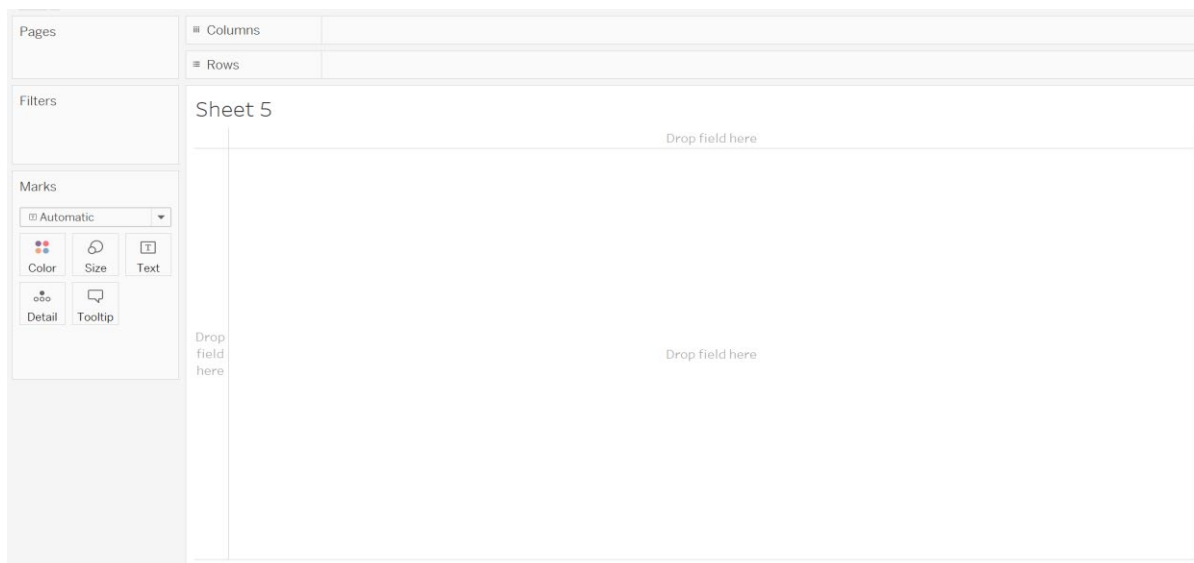 Pages
Columns
Rows
Filters
Sheet 5
Drop field here
Marks
Automatic
Color
Size
T
Text
Detail
Tooltip
Drop
field
here
Drop field here